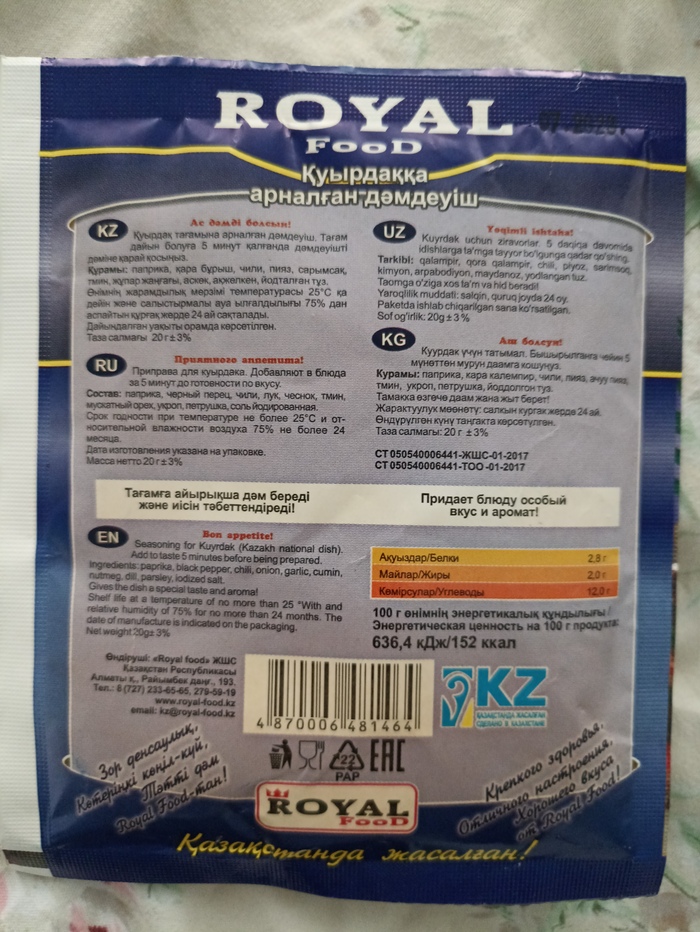 ROYAL
FOOD
Қуырдаққа
арналған дәмдеуіш
KZ
Ас дәмді болсын!
Қуырдақ тағамына арналған дәмдеуіш. Тағам
дайын болуға 5 минут қалғанда дәмдеуішті
дәміне қарай қосыңыз.
Құрамы: паприка, қара бұрыш, чили, пияз, сарымсақ,
тмин, жұпар жаңғағы, аскөк, ақжелкен, йодталған тұз.
Өнімнің жарамдылық мерзімі температурасы 25°С қа
дейін және салыстырмалы ауа ылғалдылығы 75% дан
аспайтын құрғақ жерде 24 ай сақталады.
Дайындалған уақыты орамда көрсетілген.
Таза салмағы 20 г ± 3%
RU
Приятного аппетита!
Приправа для куырдака. Добавляют в блюда
за 5 минут до готовности по вкусу.
Состав: паприка, черный перец, чили, лук, чеснок, тмин,
мускатный орех, укроп, петрушка, соль йодированная.
Срок годности при температуре не более 25°С и от-
носительной влажности воздуха 75% не более 24
месяца.
Дата изготовления указана на упаковке.
Масса нетто 20 г ± 3%
UZ
Yoqimli ishtaha!
Kuyrdak uchun ziravorlar. 5 daqiqa davomida
idishlarga ta'mga tayyor bo'lgunga qadar qo'shing.
Tarkibi: qalampir, qora qalampir, chili, piyoz, sarimsoq,
kimyon, arpabodiyon, maydanoz, yodlangan tuz.
Taomga o'ziga xos ta'm va hid beradi!
Yaroqlilik muddati: salqin, quruq joyda 24 oy.
Paketda ishlab chiqarilgan sana ko'rsatilgan.
Sof og'irlik: 20g ± 3%
KG
Аш болсун!
Куурдак үчүн татымал. Бышырылганга чейин 5
мүнөттөн мурун даамга кошуңуз.
Курамы: паприка, кара калемпир, чили, пияз, ачуу пияз,
тмин, укроп, петрушка, йоддолгон туз.
Тамакка өзгөчө даам жана жыт берет!
Жарактуулук мөөнөтү: салкын кургак жерде 24 ай.
Өндүрүлгөн күнү таңгакта көрсөтүлгөн.
Таза салмагы: 20 г ± 3%
СТ 050540006441-ЖШС-01-2017
СТ 050540006441-ТОО -01-2017
Тағамға айырықша дәм береді
және иісін тәбеттендіреді!
Придает блюду особый
вкус и аромат!
EN
Bon appetite!
Seasoning for Kuyrdak (Kazakh national dish).
Add to taste 5 minutes before being prepared.
Ingredients: paprika, black pepper, chili, onion, garlic, cumin,
nutmeg, dill, parsley, iodized salt.
Gives the dish a special taste and aroma!
Shelf life at a temperature of no more than 25 °With and
relative humidity of 75% for no more than 24 months. The
date of manufacture is indicated on the packaging.
Net weight 20g± 3%
Ақуыздар/Белки 2,8 г
Майлар/Жиры 2,0 г
Көмірсулар/Углеводы 12,0 г
100 г өнімнің энергетикалық құндылығы /
Энергетическая ценность на 100 г продукта:
636,4 кДж/152 ккал
Өндіруші: «Royal food» ЖШС
Қазақстан Республикасы
Алматы қ., Райымбек даңғ., 193.
Тел.: 8 (727) 233-65-65, 279-59-19
www.royal-food.kz
email: kz@royal-food.kz
4 870006 481464
KZ
ҚАЗАҚСТАНДА ЖАСАЛҒАН
СДЕЛАНО В КАЗАХСТАНЕ
22
PAP
EAC
Зор денсаулық,
Көтеріңкі көңіл-күй,
Тәтті дәм
Royal Food-тан!
Крепкого здоровья,
Отличного настроения,
Хорошего вкуса
от Royal Food!
ROYAL
FOOD
Қазақстанда жасалған!